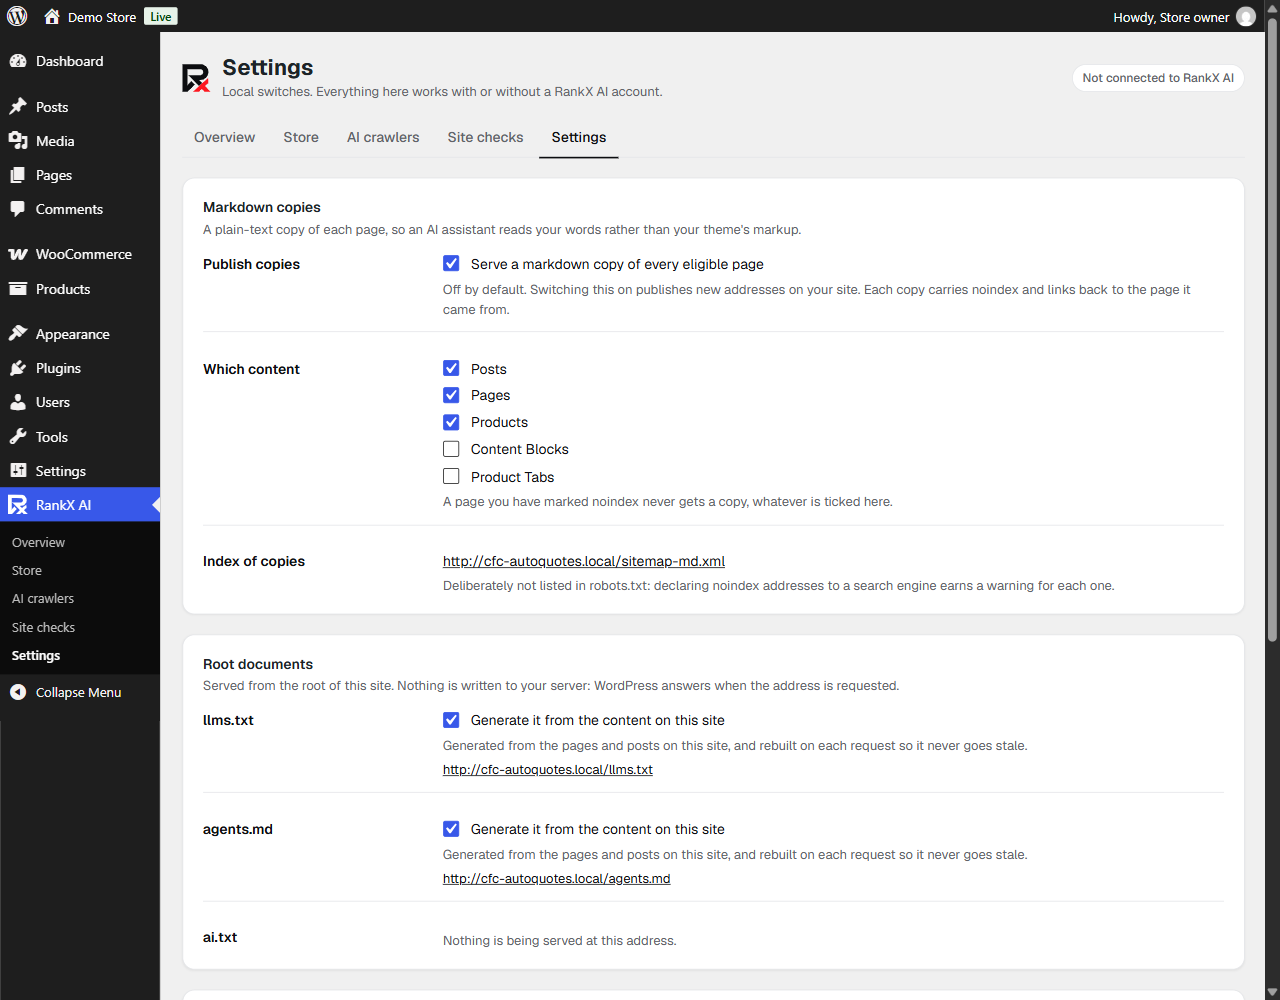 Demo Store Live
Howdy, Store owner
Dashboard
Posts
Media
Pages
Comments
WooCommerce
Products
Appearance
Plugins
Users
Tools
Settings
RankX AI
Overview
Store
AI crawlers
Site checks
Settings
Collapse Menu
Settings
Local switches. Everything here works with or without a RankX AI account.
Not connected to RankX AI
Overview Store AI crawlers Site checks Settings
Markdown copies
A plain-text copy of each page, so an AI assistant reads your words rather than your theme's markup.
Publish copies
Serve a markdown copy of every eligible page
Off by default. Switching this on publishes new addresses on your site. Each copy carries noindex and links back to the page it
came from.
Which content
Posts
Pages
Products
Content Blocks
Product Tabs
A page you have marked noindex never gets a copy, whatever is ticked here.
Index of copies
http://cfc-autoquotes.local/sitemap-md.xml
Deliberately not listed in robots.txt: declaring noindex addresses to a search engine earns a warning for each one.
Root documents
Served from the root of this site. Nothing is written to your server: WordPress answers when the address is requested.
llms.txt
Generate it from the content on this site
Generated from the pages and posts on this site, and rebuilt on each request so it never goes stale.
http://cfc-autoquotes.local/llms.txt
agents.md
Generate it from the content on this site
Generated from the pages and posts on this site, and rebuilt on each request so it never goes stale.
http://cfc-autoquotes.local/agents.md
ai.txt
Nothing is being served at this address.